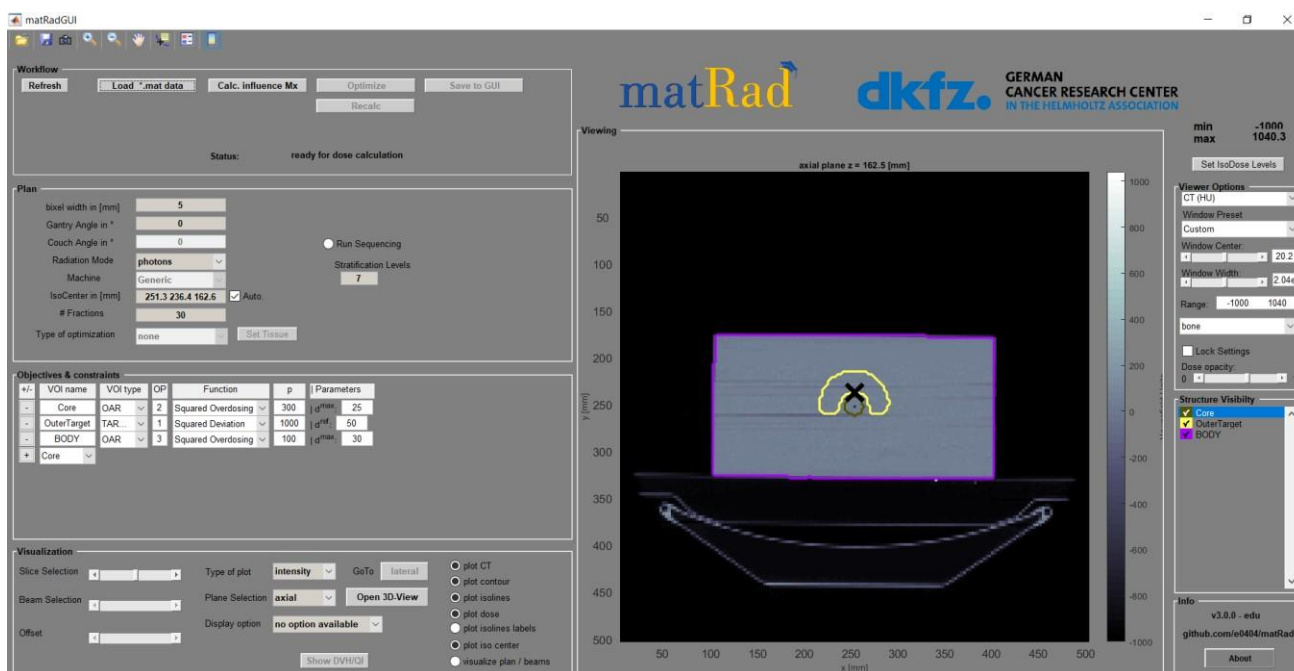 matRadGUI
Workflow
Refresh
Load *.mat data
Calc. influence Mx
Optimize
Save to GUI
Recalc
Status: ready for dose calculation
Plan
bixel width in [mm] 5
Gantry Angle in ° 0
Couch Angle in ° 0
Radiation Mode photons
Machine Generic
IsoCenter in [mm] 251.3 236.4 162.6 Auto.
# Fractions 30
Type of optimization none Set Tissue
Run Sequencing
Stratification Levels
7
Objectives & constraints
+/- VOI name VOI type OP Function p | Parameters
- Core OAR 2 Squared Overdosing 300 | dmax: 25
- OuterTarget TAR... 1 Squared Deviation 1000 | dref: 50
- BODY OAR 3 Squared Overdosing 100 | dmax: 30
+ Core
Visualization
Slice Selection
Beam Selection
Offset
Type of plot intensity GoTo lateral
Plane Selection axial Open 3D-View
Display option no option available
Show DVH/QI
plot CT
plot contour
plot isolines
plot dose
plot isolines labels
plot iso center
visualize plan / beams
matRad
dkfz.
GERMAN
CANCER RESEARCH CENTER
IN THE HELMHOLTZ ASSOCIATION
Viewing
axial plane z = 162.5 [mm]
50
100
150
200
250
300
350
400
450
500
y [mm]
50 100 150 200 250 300 350 400 450 500
x [mm]
1000
800
600
400
200
0
-200
-400
-600
-800
-1000
min -1000
max 1040.3
Set IsoDose Levels
Viewer Options
CT (HU)
Window Preset
Custom
Window Center:
20.2
Window Width:
2.04e
Range: -1000 1040
bone
Lock Settings
Dose opacity:
0
Structure Visibilty
Core
OuterTarget
BODY
Info
v3.0.0 - edu
github.com/e0404/matRad
About